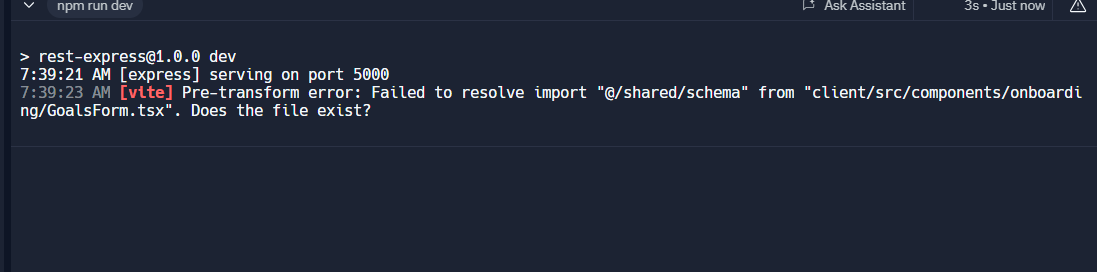 npm run dev
Ask Assistant
3s • Just now
> rest-express@1.0.0 dev
7:39:21 AM [express] serving on port 5000
7:39:23 AM [vite] Pre-transform error: Failed to resolve import "@/shared/schema" from "client/src/components/onboardi
ng/GoalsForm.tsx". Does the file exist?